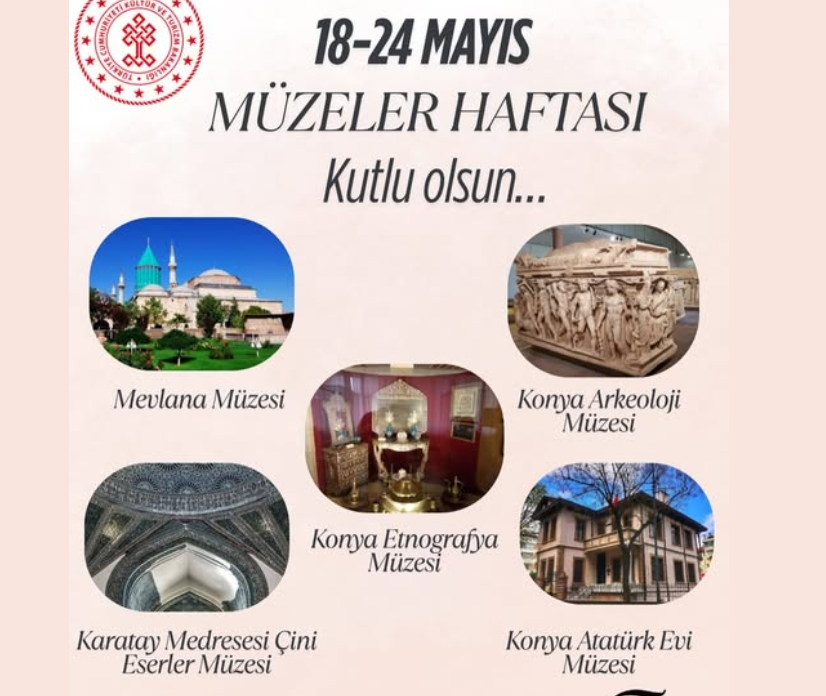 TÜRKİYE CUMHURİYETİ KÜLTÜR VE TURİZM BAKANLIĞI
18-24 MAYIS
MÜZELER HAFTASI
Kutlu olsun...
Mevlana Müzesi
Konya Arkeoloji
Müzesi
Konya Etnografya
Müzesi
Karatay Medresesi Çini
Eserler Müzesi
Konya Atatürk Evi
Müzesi